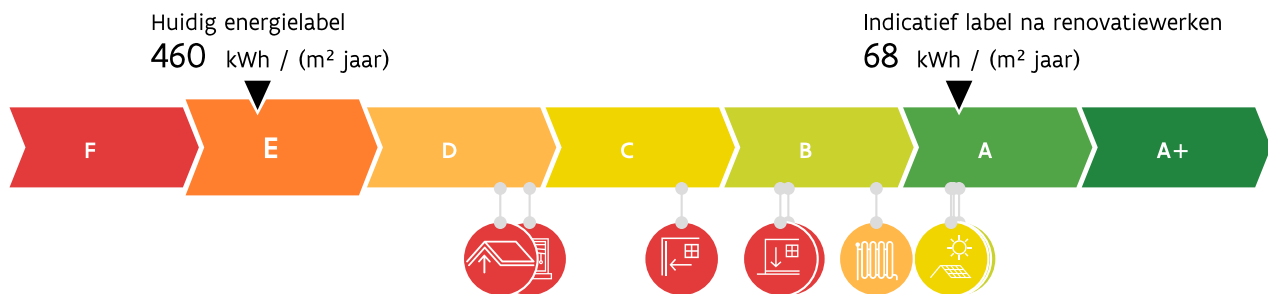 Huidig energielabel
460 kWh / (m² jaar)
Indicatief label na renovatiewerken
68 kWh / (m² jaar)
F E D C B A A+